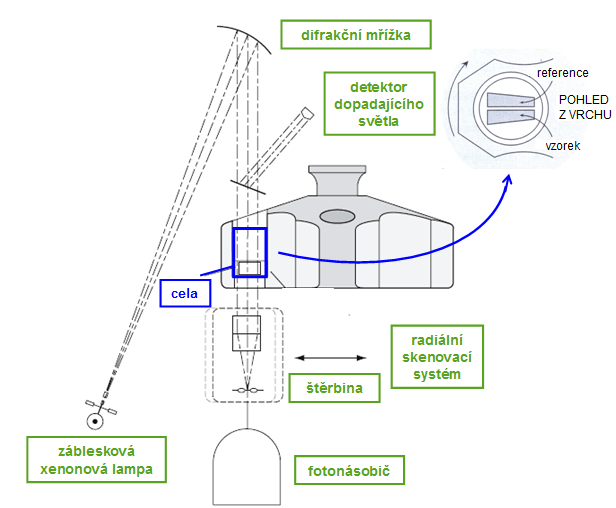 difrakční mřížka
detektor
dopadajícího
světla
reference
POHLED
Z VRCHU
vzorek
cela
radiální
skenovací
systém
štěrbina
záblesková
xenonová lampa
fotonásobič